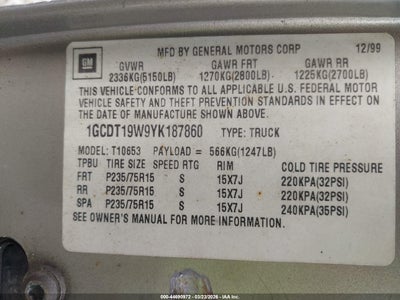 GM
MFD BY GENERAL MOTORS CORP 12/99
GVWR GAWR FRT GAWR RR
2336KG(5150LB) 1270KG(2800LB) 1225KG(2700LB)
THIS VEHICLE CONFORMS TO ALL APPLICABLE U.S. FEDERAL MOTOR
VEHICLE SAFETY AND THEFT PREVENTION STANDARDS IN EFFECT ON THE
DATE OF MANUFACTURE SHOWN ABOVE.
1GCDT19W9YK187860 TYPE: TRUCK
MODEL: T10653 PAYLOAD = 566KG(1247LB)
TPBU TIRE SIZE SPEED RTG RIM COLD TIRE PRESSURE
FRT P235/75R15 S 15X7J 220KPA(32PSI)
RR P235/75R15 S 15X7J 220KPA(32PSI)
SPA P235/75R15 S 15X7J 240KPA(35PSI)
SEE OWNER'S MANUAL FOR MORE INFORMATION
000-44690972 - 03/23/2026 - IAAI